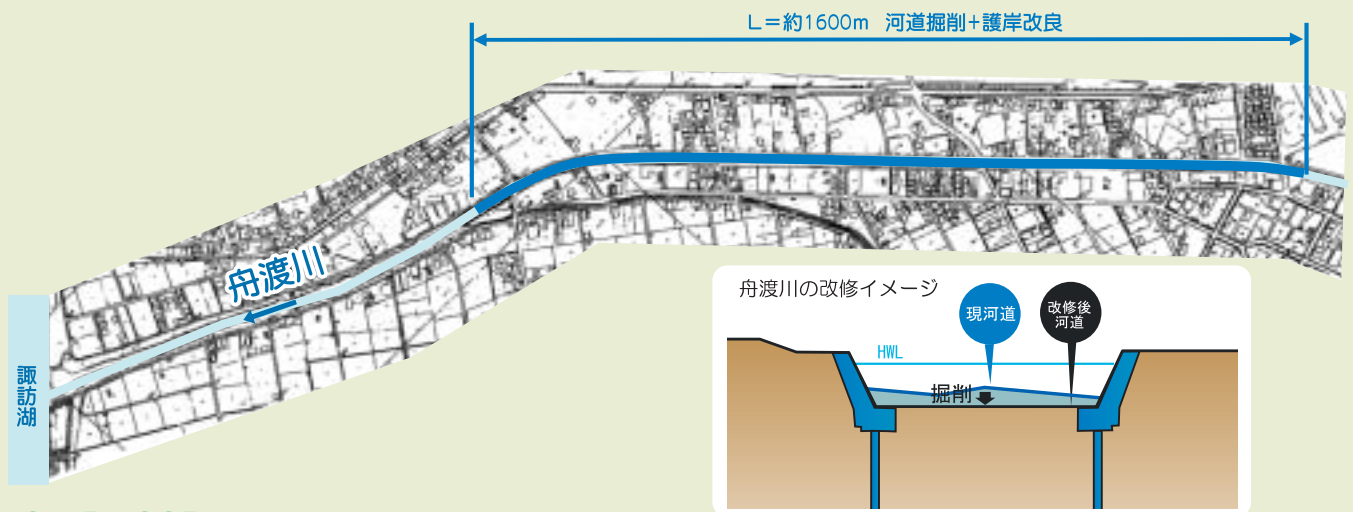 L=約1600m 河道掘削+護岸改良
舟渡川
諏訪湖
舟渡川の改修イメージ
現河道
改修後
河道
HWL
掘削